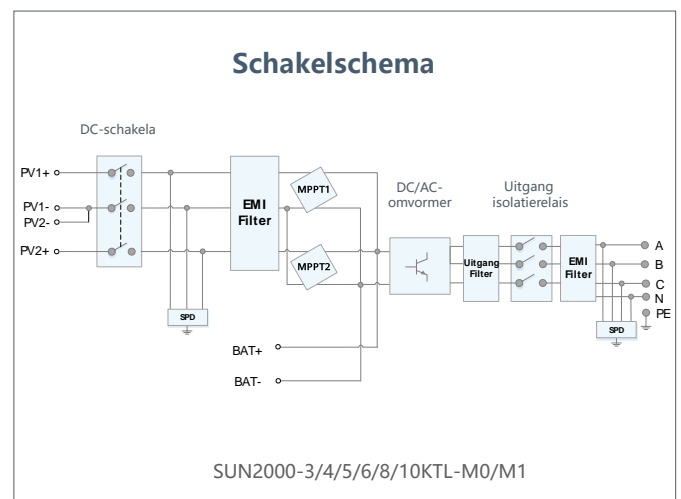 Schakelschema
DC-schakela
PV1+
PV1-
PV2-
PV2+
EMI
Filter
MPPT1
MPPT2
SPD
BAT+
BAT-
DC/AC-
omvormer
Uitgang
Filter
Uitgang
isolatierelais
EMI
Filter
A
B
C
N
PE
SPD
SUN2000-3/4/5/6/8/10KTL-M0/M1